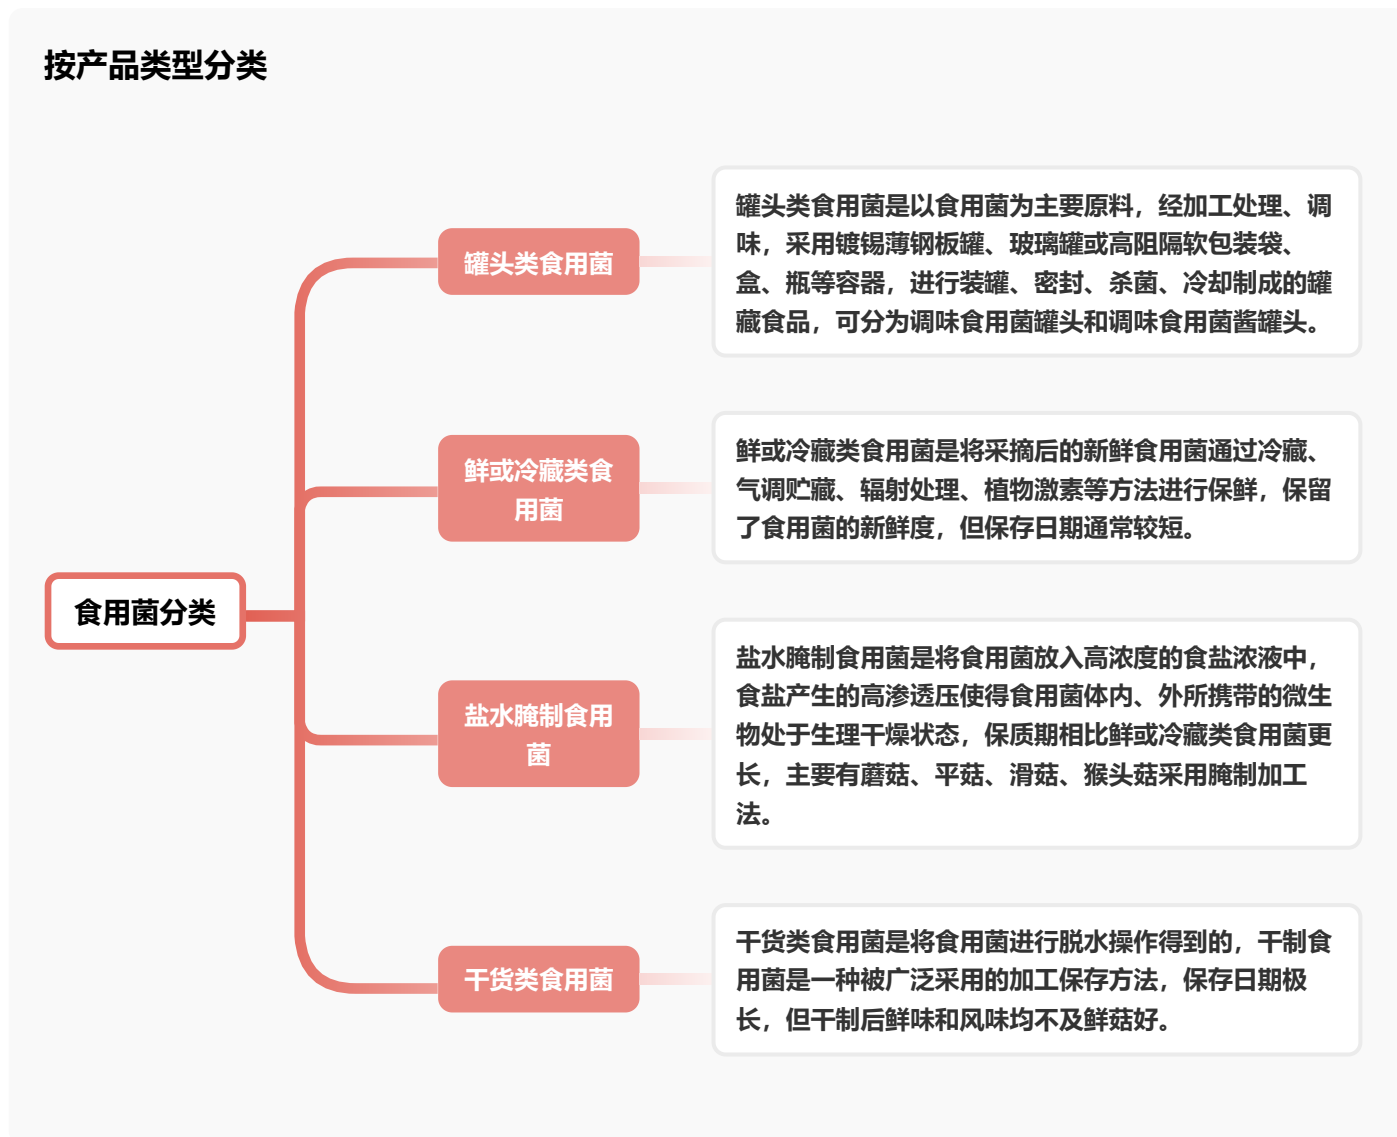 按产品类型分类
罐头类食用菌是以食用菌为主要原料，经加工处理、调
味，采用镀锡薄钢板罐、玻璃罐或高阻隔软包装袋、
盒、瓶等容器，进行装罐、密封、杀菌、冷却制成的罐
藏食品，可分为调味食用菌罐头和调味食用菌酱罐头。
罐头类食用菌
鲜或冷藏类食用菌是将采摘后的新鲜食用菌通过冷藏、
气调贮藏、辐射处理、植物激素等方法进行保鲜，保留
了食用菌的新鲜度，但保存日期通常较短。
鲜或冷藏类食
用菌
食用菌分类
盐水腌制食用菌是将食用菌放入高浓度的食盐浓液中，
食盐产生的高渗透压使得食用菌体内、外所携带的微生
物处于生理干燥状态，保质期相比鲜或冷藏类食用菌更
长，主要有蘑菇、平菇、滑菇、猴头菇采用腌制加工
法。
盐水腌制食用
菌
干货类食用菌是将食用菌进行脱水操作得到的，干制食
用菌是一种被广泛采用的加工保存方法，保存日期极
长，但干制后鲜味和风味均不及鲜菇好。
干货类食用菌